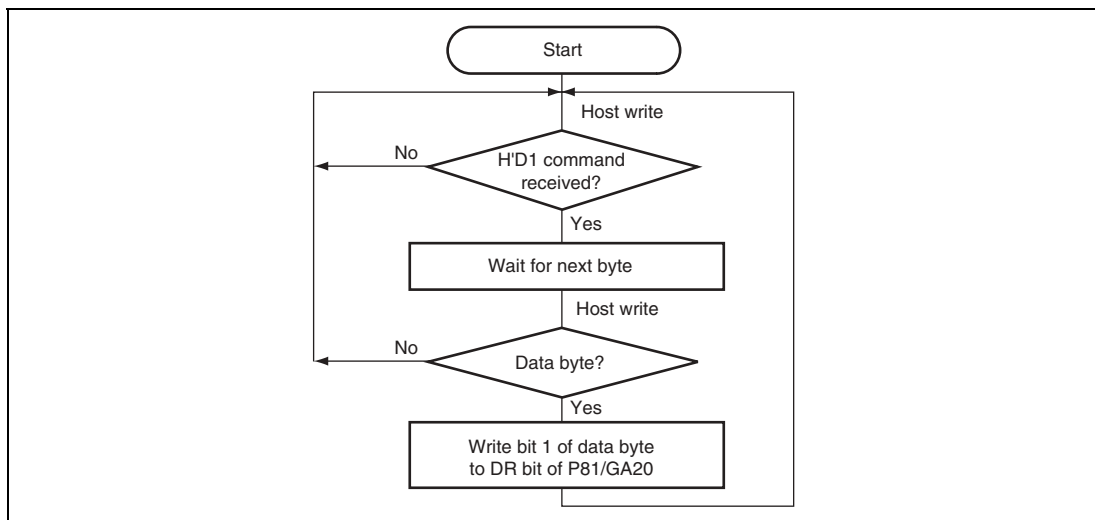 Start
Host write
No
H'D1 command
received?
Yes
Wait for next byte
Host write
No
Data byte?
Yes
Write bit 1 of data byte
to DR bit of P81/GA20